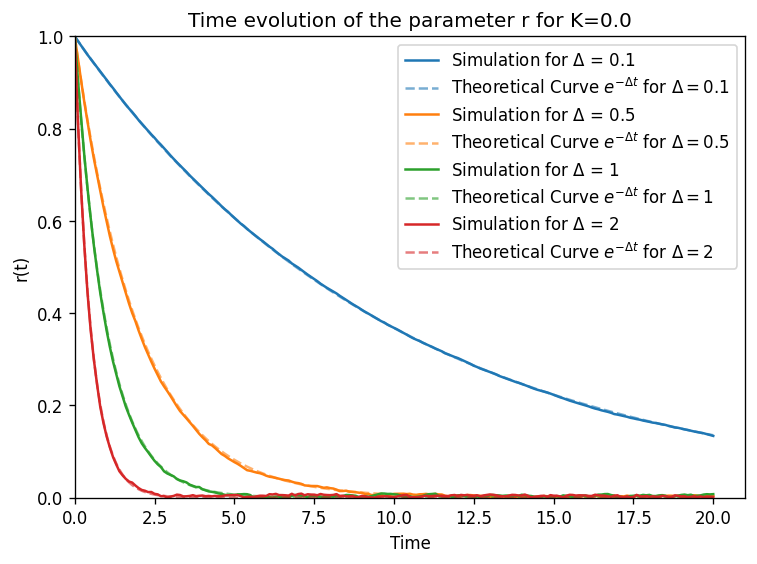 Time evolution of the parameter r for K=0.0
1.0
0.8
0.6
0.4
0.2
0.0
r(t)
Simulation for Δ = 0.1
Theoretical Curve e^{−Δt} for Δ = 0.1
Simulation for Δ = 0.5
Theoretical Curve e^{−Δt} for Δ = 0.5
Simulation for Δ = 1
Theoretical Curve e^{−Δt} for Δ = 1
Simulation for Δ = 2
Theoretical Curve e^{−Δt} for Δ = 2
0.0 2.5 5.0 7.5 10.0 12.5 15.0 17.5 20.0
Time